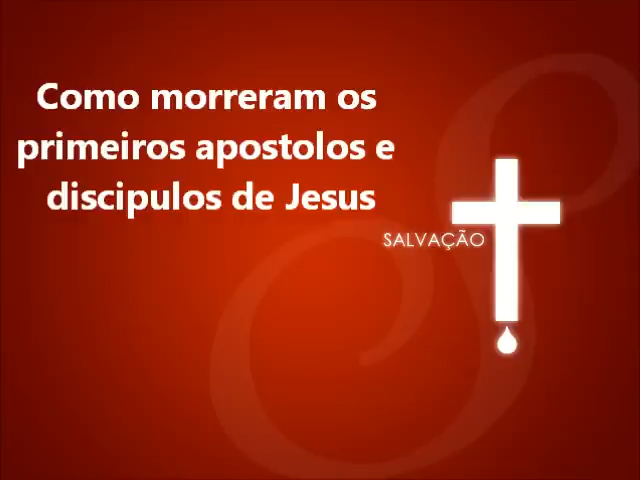 Como morreram os
primeiros apostolos e
discipulos de Jesus
SALVAÇÃO